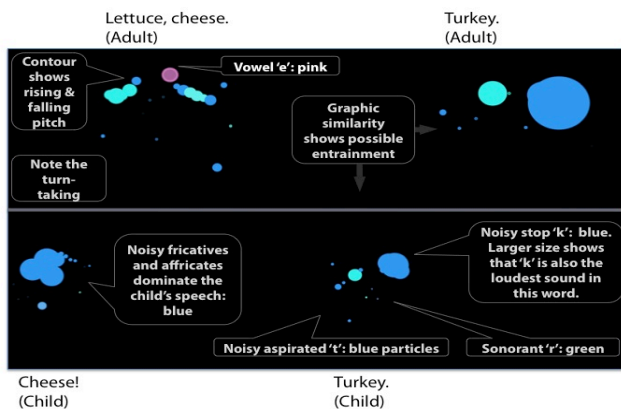 Lettuce, cheese.
(Adult)
Turkey.
(Adult)
Contour
shows
rising &
falling
pitch
Vowel ‘e’: pink
Graphic
similarity
shows possible
entrainment
Note the
turn-
taking
Noisy fricatives
and affricates
dominate the
child’s speech:
blue
Noisy stop ‘k’: blue.
Larger size shows
that ‘k’ is also the
loudest sound in
this word.
Noisy aspirated ‘t’: blue particles
Sonorant ‘r’: green
Cheese!
(Child)
Turkey.
(Child)